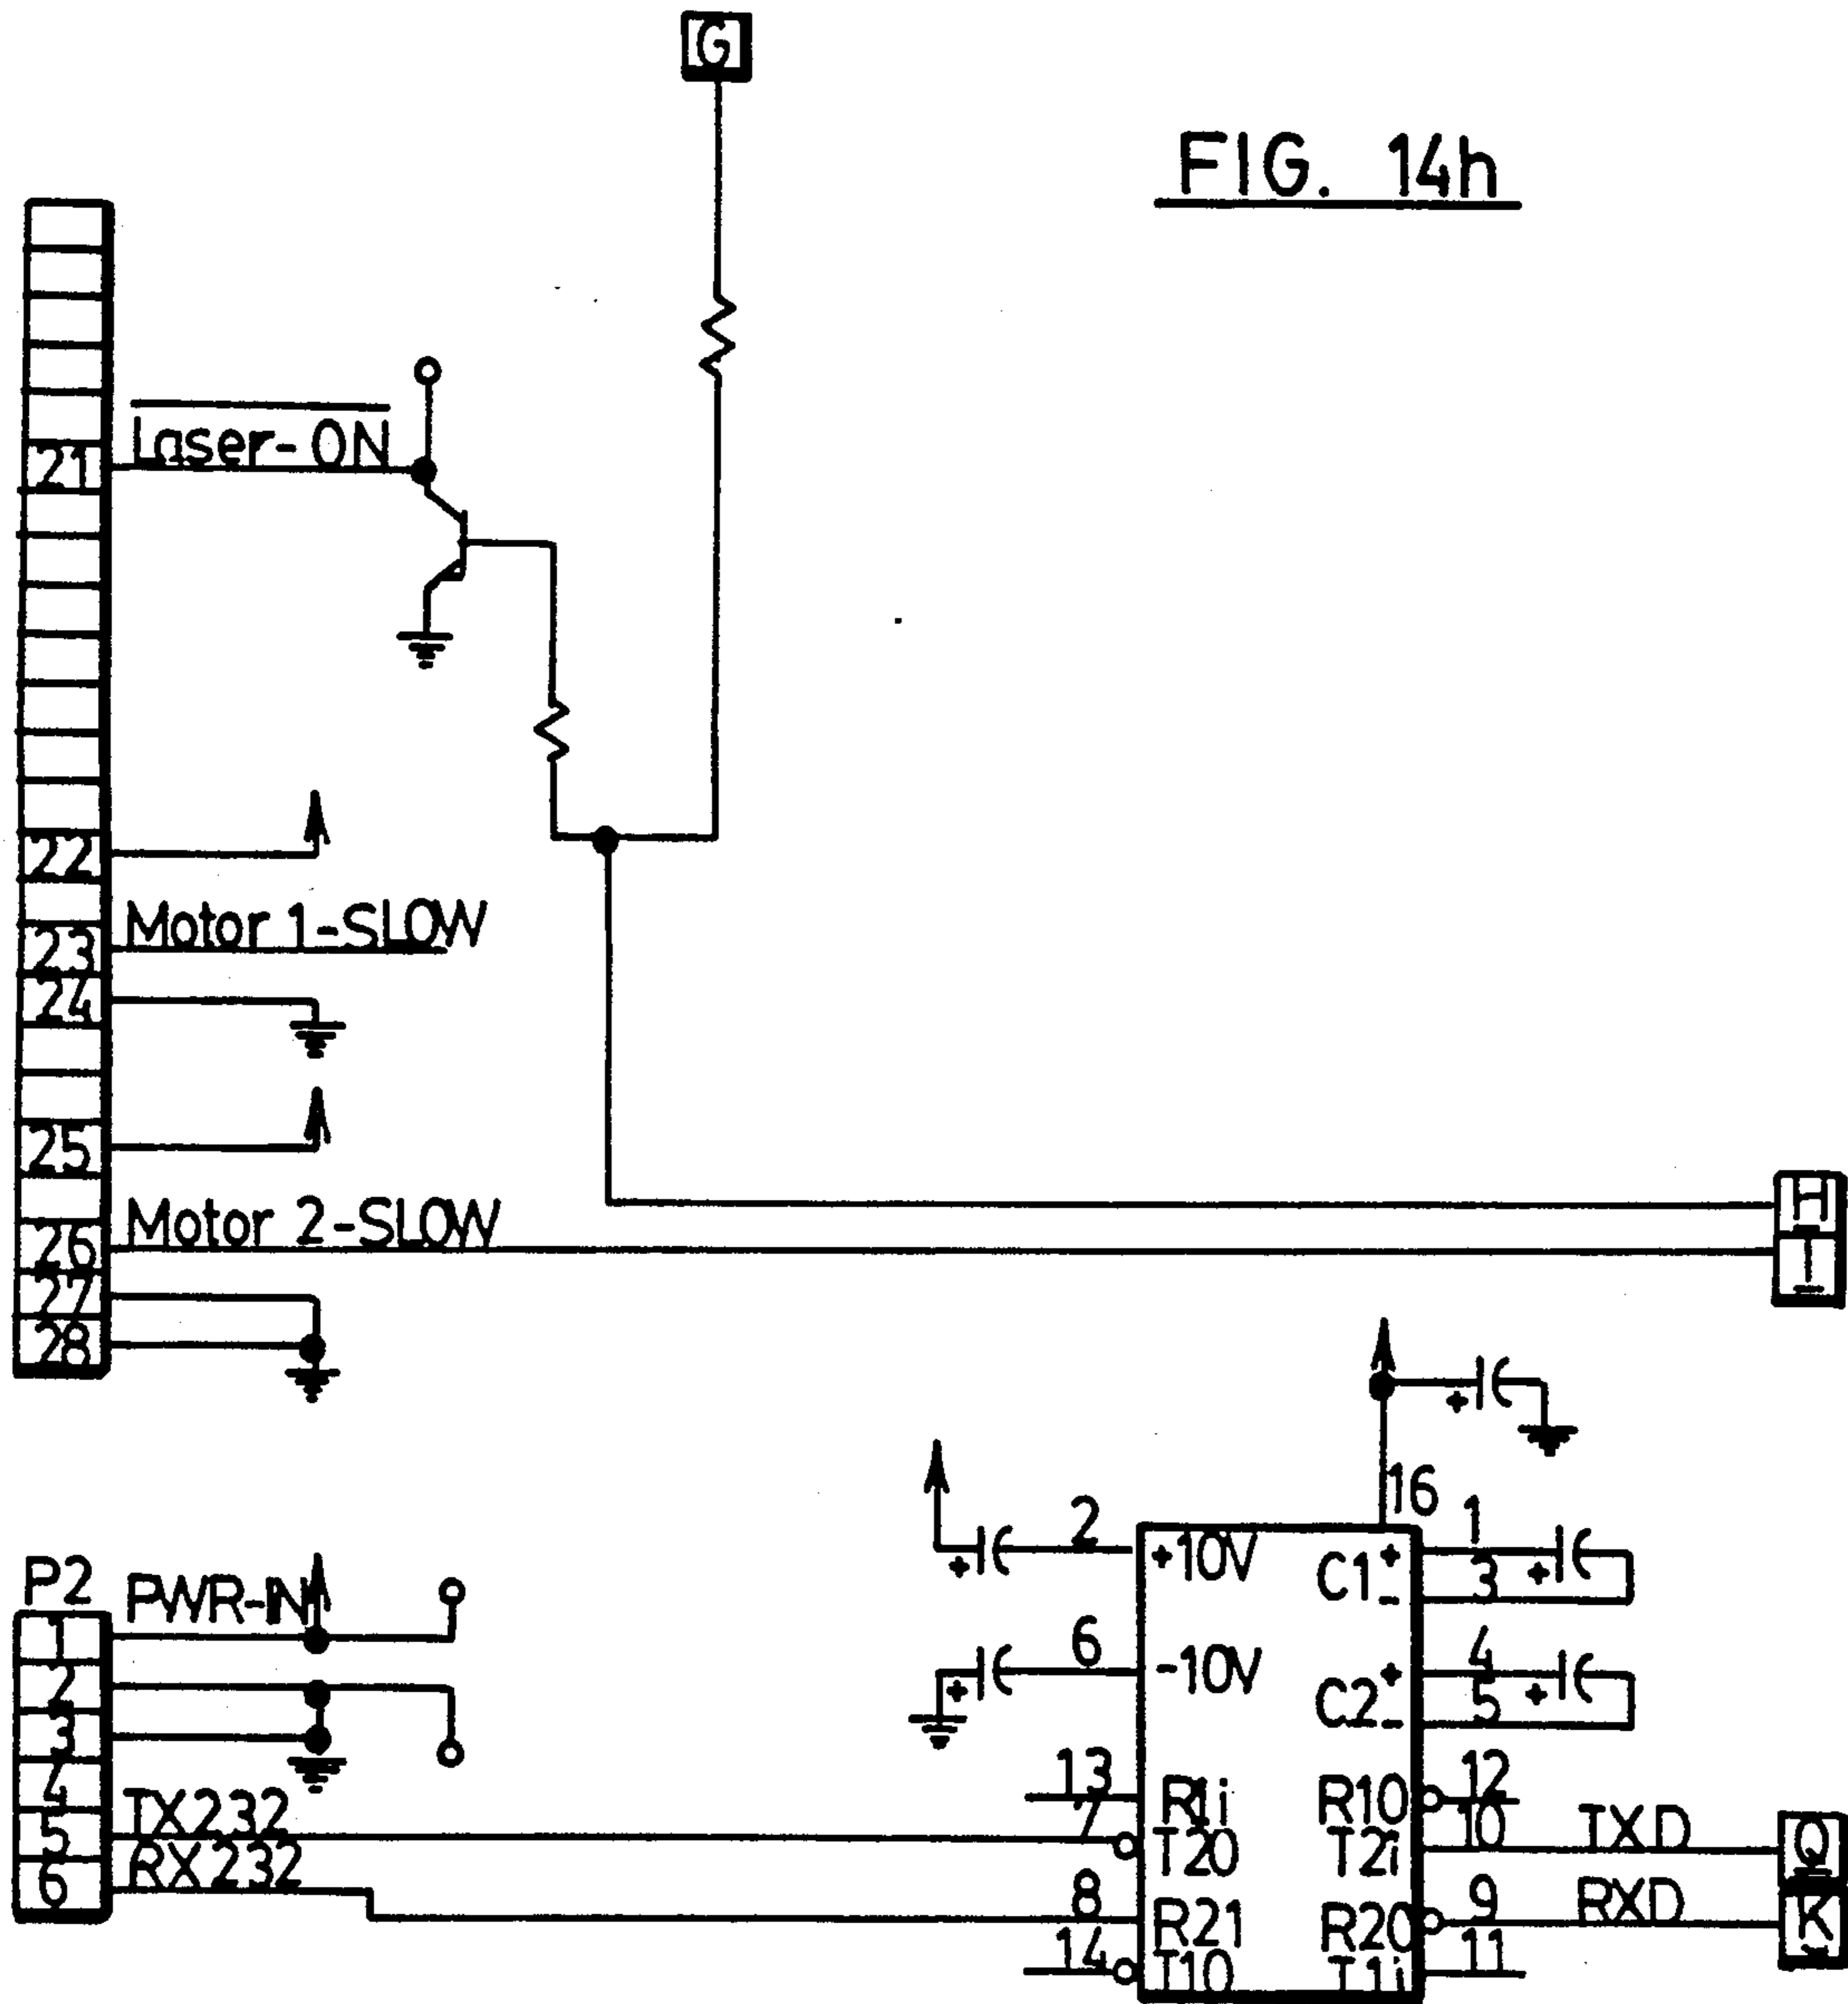 G
FIG. 14h
Laser-ON
21
22
Motor 1-SLOW
23
24
25
Motor 2-SLOW
26
27
28
H
I
16
2
1
+10V
C1
+
3
-
6
4
-10V
+
C2
5
-
P2
PWR-IN
1
2
3
4
5
6
TX232
RX232
13
R1i
R10
12
7
T20
T2i
10
TXD
Q
8
R21
R20
9
RXD
K
14
T10
T1i
11